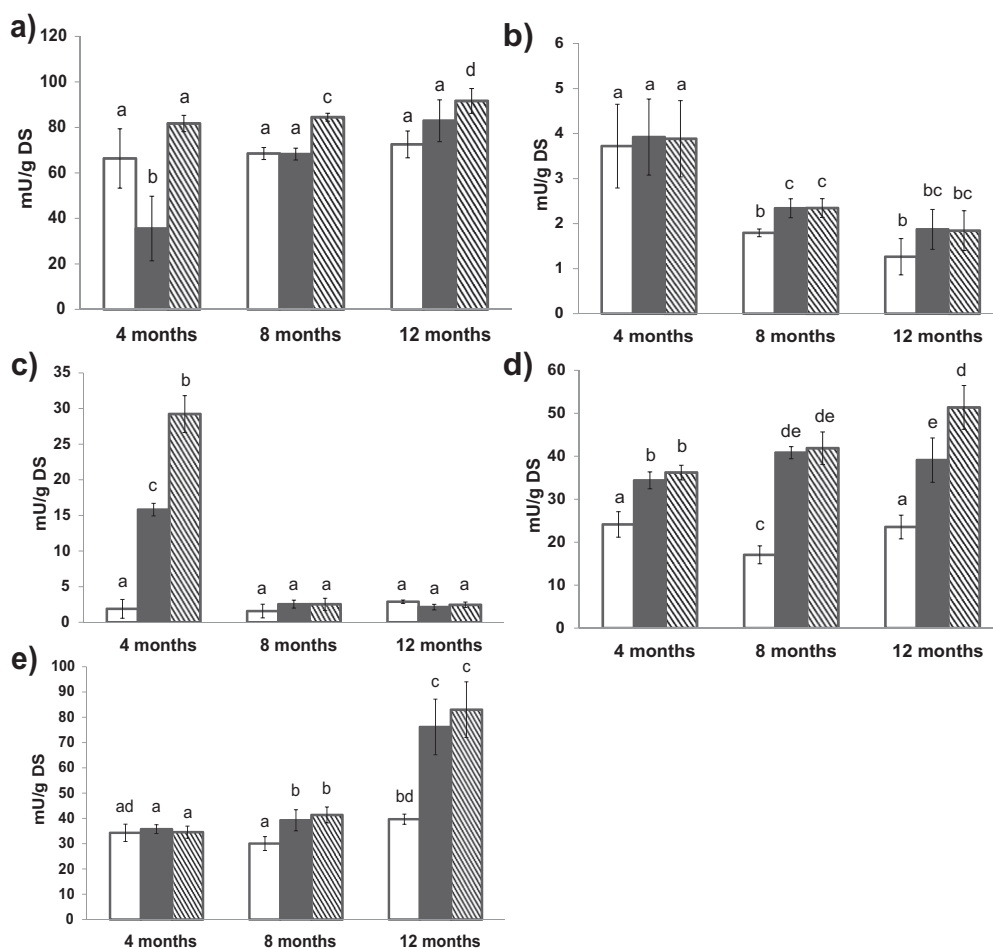 a)
120
100
80
60
40
20
0
mU/g DS
a
b
a
a
a
c
a
a
d
4 months 8 months 12 months
b)
6
5
4
3
2
1
0
mU/g DS
a
a
a
b
c
c
b
bc
bc
4 months 8 months 12 months
c)
35
30
25
20
15
10
5
0
mU/g DS
a
c
b
a
a
a
a
a
a
4 months 8 months 12 months
d)
60
50
40
30
20
10
0
mU/g DS
a
b
b
c
de
de
a
e
d
4 months 8 months 12 months
e)
100
90
80
70
60
50
40
30
20
10
0
mU/g DS
ad
a
a
a
b
b
bd
c
c
4 months 8 months 12 months